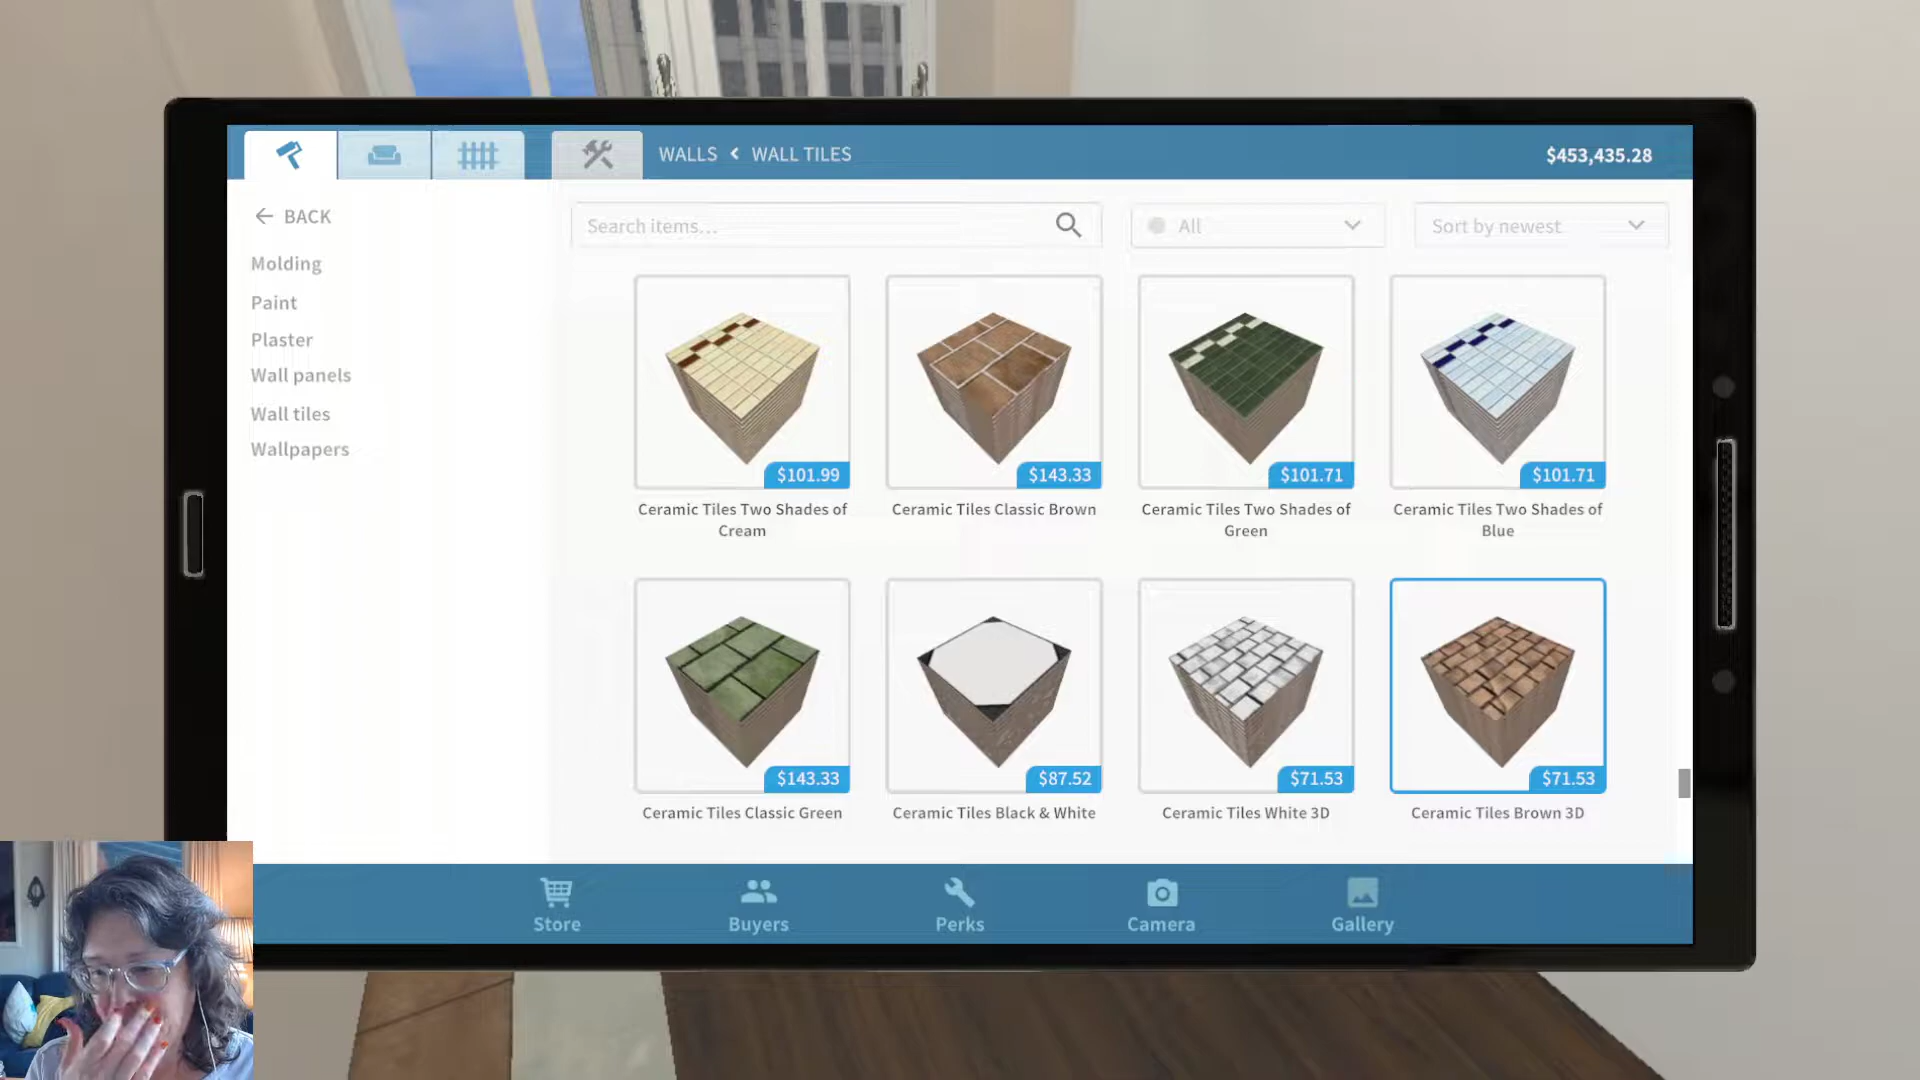 WALLS < WALL TILES
$453,435.28
BACK
Molding
Paint
Plaster
Wall panels
Wall tiles
Wallpapers
Search items...
All
Sort by newest
$101.99
$143.33
$101.71
$101.71
Ceramic Tiles Two Shades of
Cream
Ceramic Tiles Classic Brown
Ceramic Tiles Two Shades of
Green
Ceramic Tiles Two Shades of
Blue
$143.33
$87.52
$71.53
$71.53
Ceramic Tiles Classic Green
Ceramic Tiles Black & White
Ceramic Tiles White 3D
Ceramic Tiles Brown 3D
Store
Buyers
Perks
Camera
Gallery